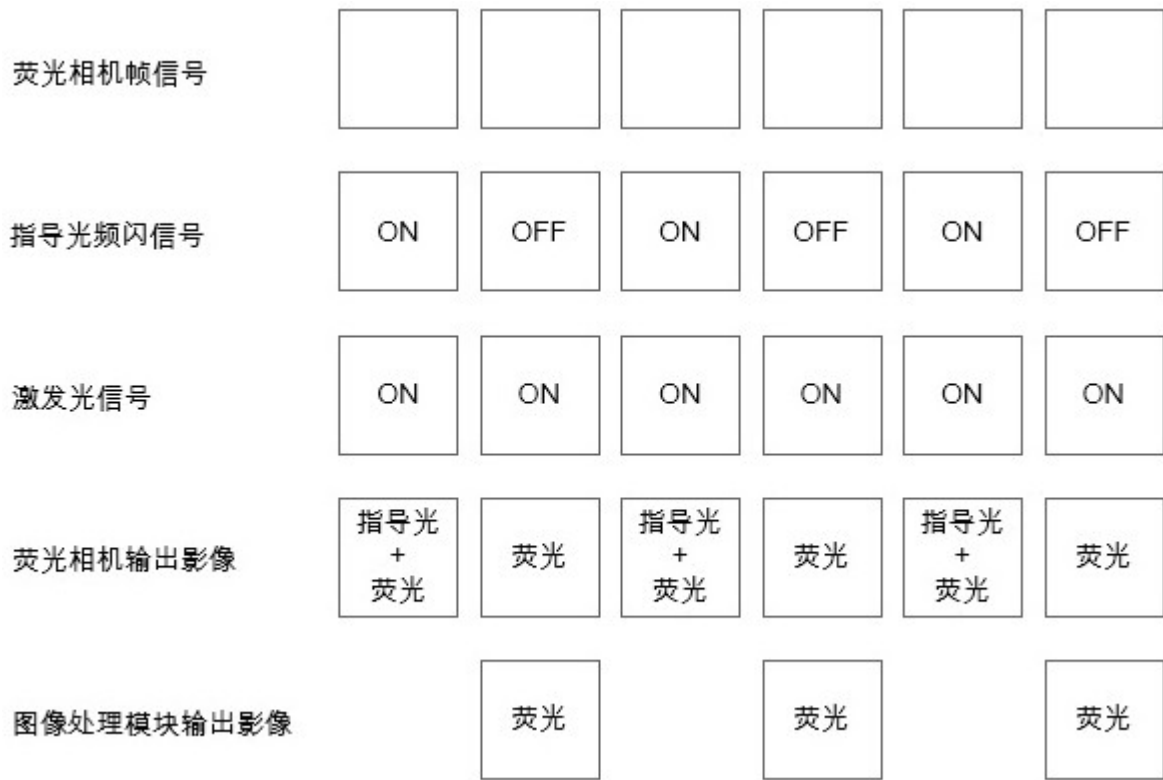 荧光相机帧信号
指导光频闪信号 ON OFF ON OFF ON OFF
激发光信号 ON ON ON ON ON ON
荧光相机输出影像
指导光 + 荧光
荧光
指导光 + 荧光
荧光
指导光 + 荧光
荧光
图像处理模块输出影像 荧光 荧光 荧光